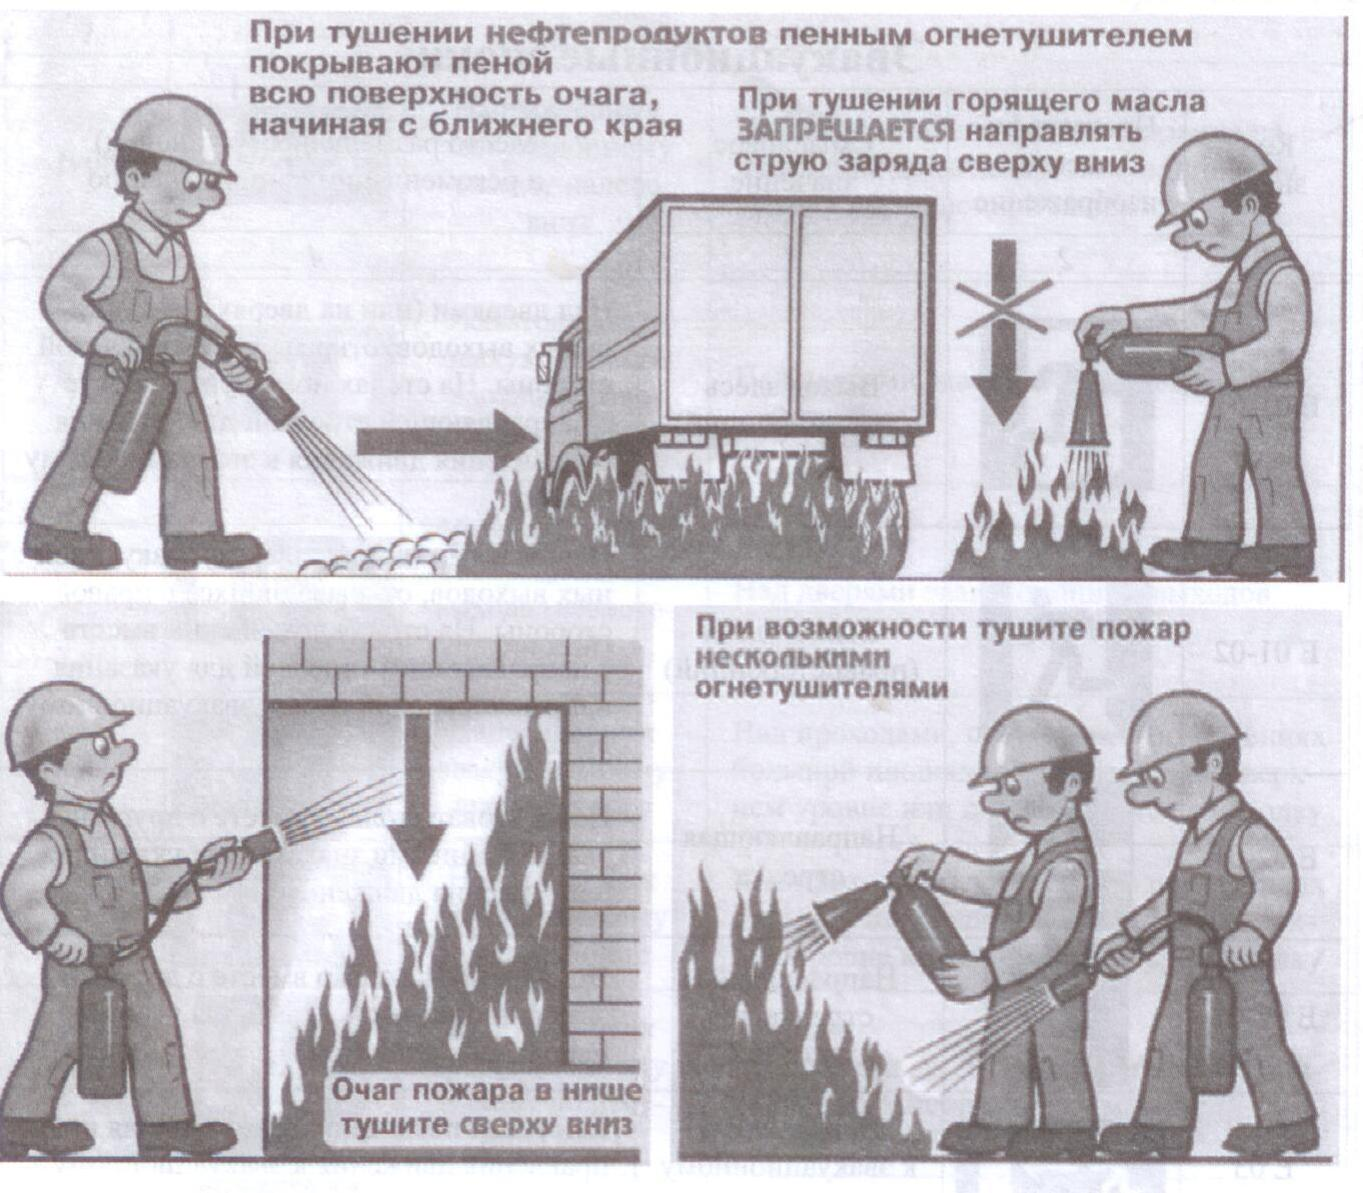 При тушении нефтепродуктов пенным огнетушителем
покрывают пеной
всю поверхность очага,
начиная с ближнего края
При тушении горящего масла
ЗАПРЕЩАЕТСЯ направлять
струю заряда сверху вниз
Очаг пожара в нише
тушите сверху вниз
При возможности тушите пожар
несколькими
огнетушителями